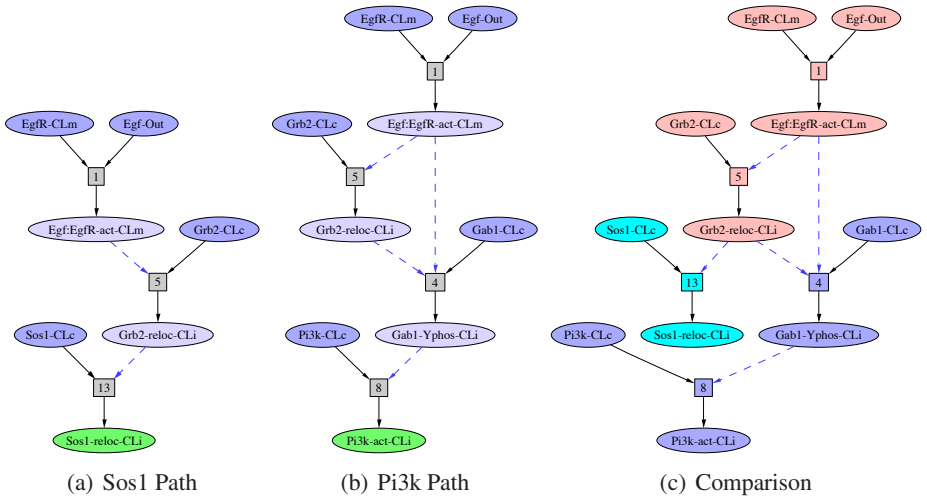 EgfR-CLm
Egf-Out
1
Egf:EgfR-act-CLm
Grb2-CLc
5
Sos1-CLc
Grb2-reloc-CLi
13
Sos1-reloc-CLi
(a) Sos1 Path
EgfR-CLm
Egf-Out
1
Grb2-CLc
Egf:EgfR-act-CLm
5
Grb2-reloc-CLi
Gab1-CLc
4
Pi3k-CLc
Gab1-Yphos-CLi
8
Pi3k-act-CLi
(b) Pi3k Path
EgfR-CLm
Egf-Out
1
Grb2-CLc
Egf:EgfR-act-CLm
5
Sos1-CLc
Grb2-reloc-CLi
Gab1-CLc
13
4
Pi3k-CLc
Sos1-reloc-CLi
Gab1-Yphos-CLi
8
Pi3k-act-CLi
(c) Comparison